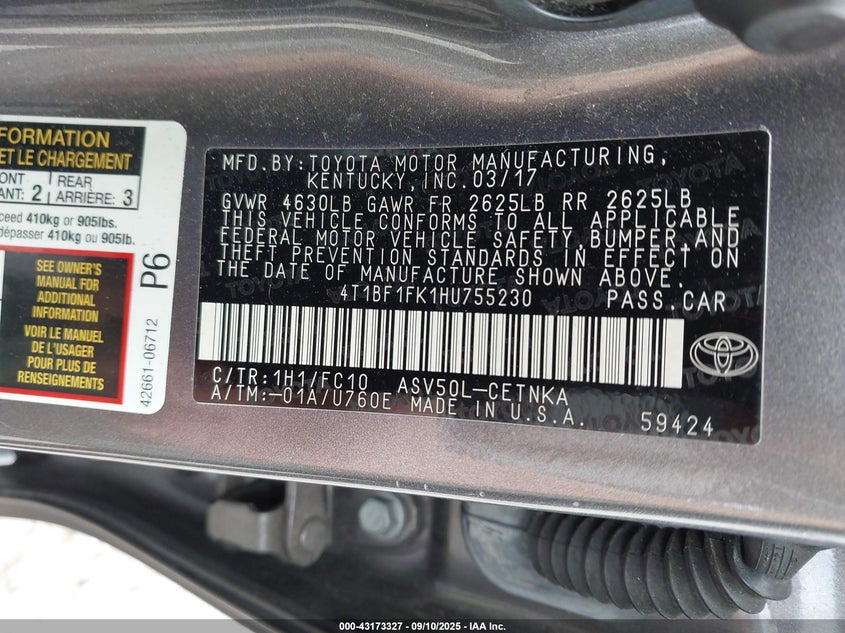 FORMATION
ET LE CHARGEMENT
ONT
ANT: 2
REAR
ARRIÈRE: 3
ceed 410kg or 905lbs.
dépasser 410kg ou 905lb.
SEE OWNER'S
MANUAL FOR
ADDITIONAL
INFORMATION
VOIR LE MANUEL
DE L'USAGER
POUR PLUS DE
RENSEIGNEMENTS
P6
42661-06712
MFD.BY:TOYOTA MOTOR MANUFACTURING,
KENTUCKY, INC.03/17
GVWR 4630LB GAWR FR 2625LB RR 2625LB
THIS VEHICLE CONFORMS TO ALL APPLICABLE
FEDERAL MOTOR VEHICLE SAFETY,BUMPER,AND
THEFT PREVENTION STANDARDS IN EFFECT ON
THE DATE OF MANUFACTURE SHOWN ABOVE.
4T1BF1FK1HU755230 PASS.CAR
C/TR:1H1/FC10 ASV50L-CETNKA
A/TM:-01A/U760E MADE IN U.S.A.
59424
000-43173327 - 09/10/2025 - IAA Inc.